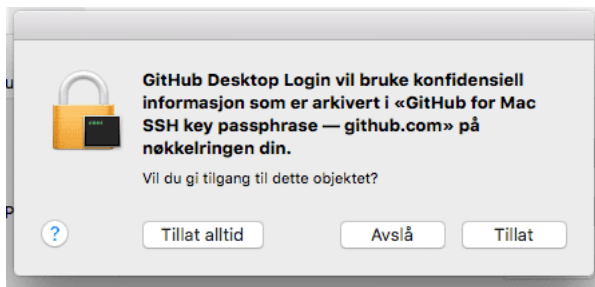 GitHub Desktop Login vil bruke konfidensiell
informasjon som er arkivert i «GitHub for Mac
SSH key passphrase — github.com» på
nøkkelringen din.
Vil du gi tilgang til dette objektet?
?
Tillat alltid
Avslå
Tillat